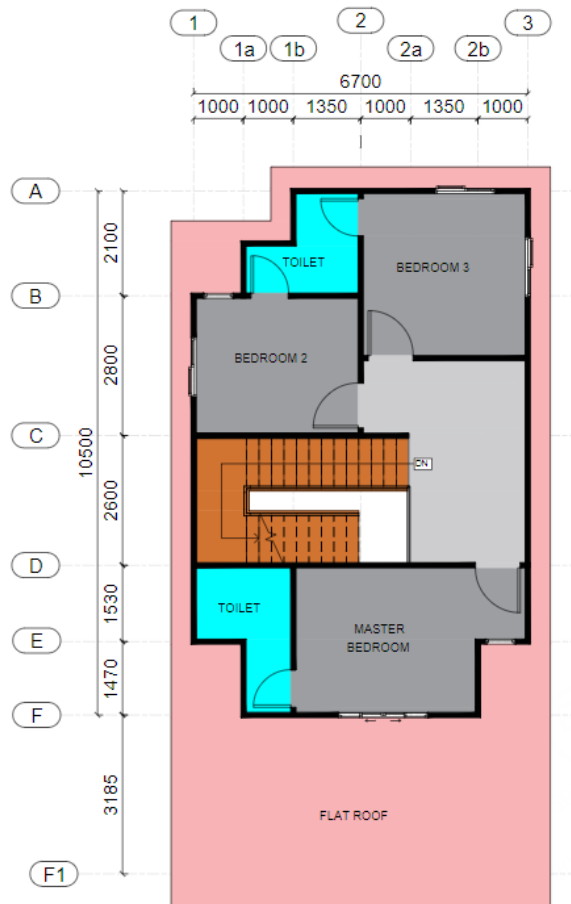 1
1a
1b
2
2a
2b
3
6700
1000 1000 1350 1000 1350 1000
A
B
C
D
E
F
F1
2100
2800
10500
2600
1530
1470
3185
TOILET
BEDROOM 3
BEDROOM 2
DN
TOILET
MASTER
BEDROOM
FLAT ROOF